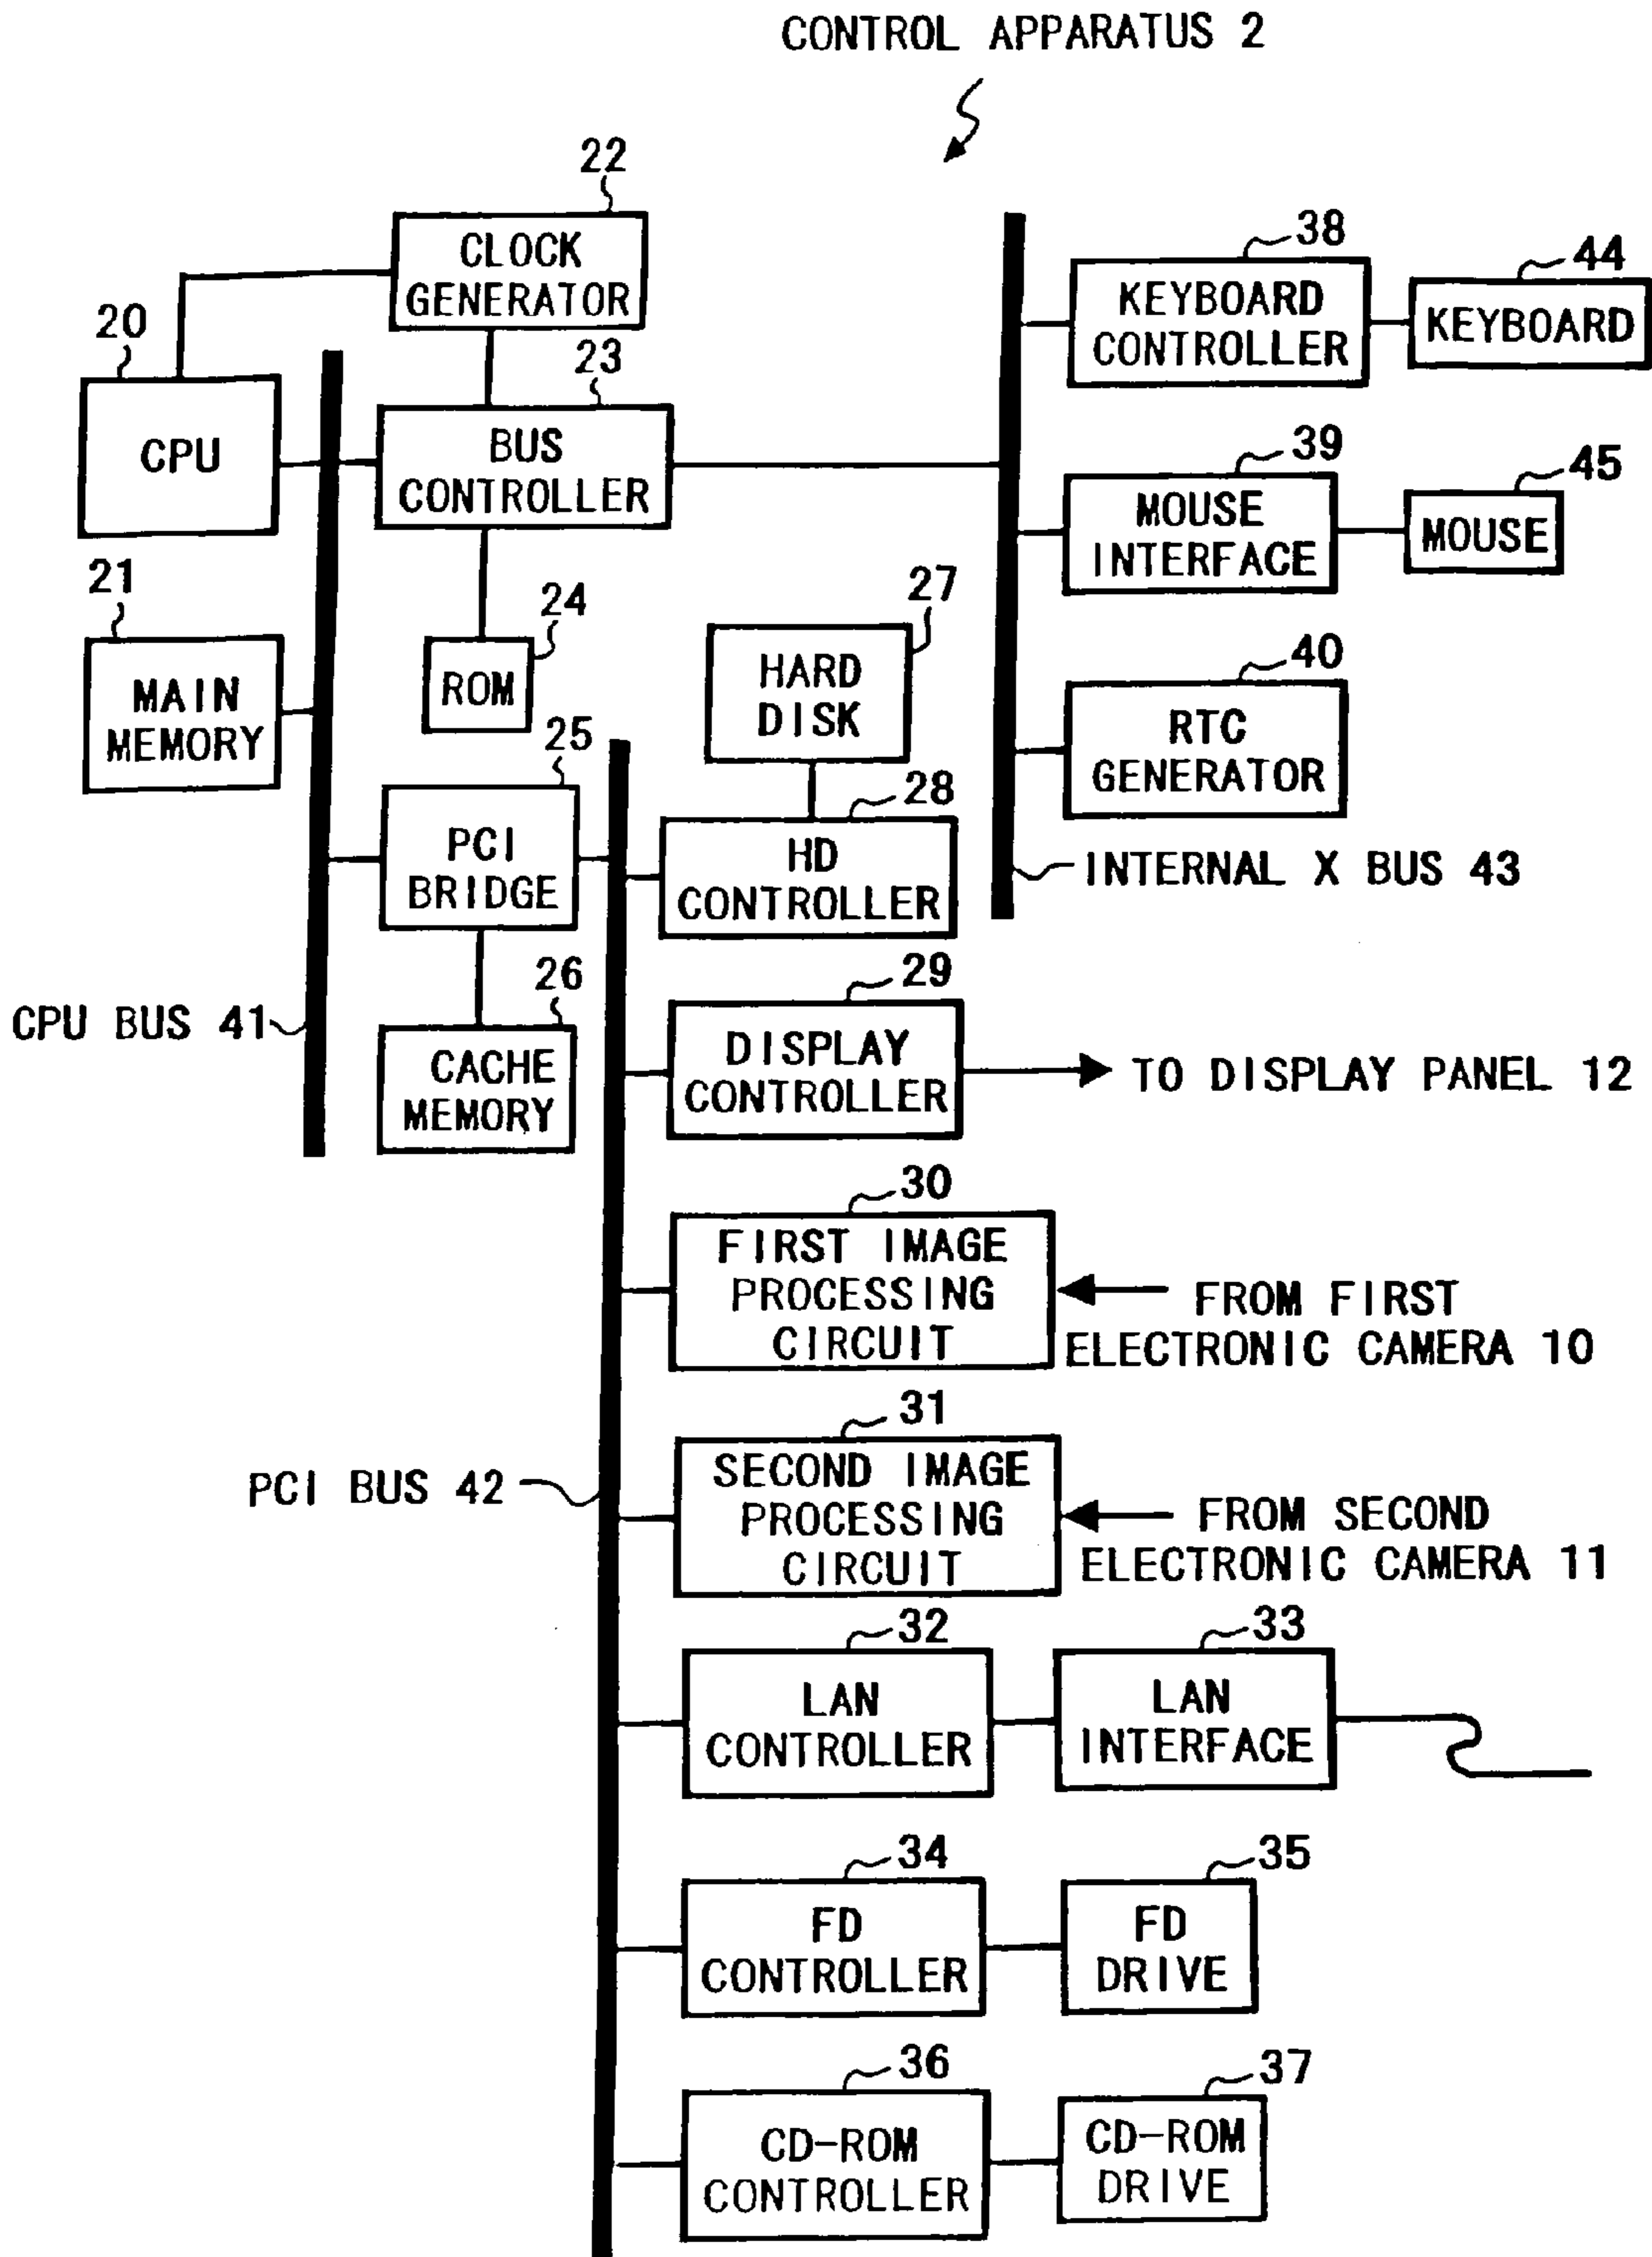 CONTROL APPARATUS 2
22
CLOCK
GENERATOR
20
CPU
23
BUS
CONTROLLER
21
MAIN
MEMORY
24
ROM
25
PCI
BRIDGE
26
CACHE
MEMORY
CPU BUS 41
27
HARD
DISK
28
HD
CONTROLLER
38
KEYBOARD
CONTROLLER
44
KEYBOARD
39
MOUSE
INTERFACE
45
MOUSE
40
RTC
GENERATOR
INTERNAL X BUS 43
29
DISPLAY
CONTROLLER
TO DISPLAY PANEL 12
30
FIRST IMAGE
PROCESSING
CIRCUIT
FROM FIRST
ELECTRONIC CAMERA 10
PCI BUS 42
31
SECOND IMAGE
PROCESSING
CIRCUIT
FROM SECOND
ELECTRONIC CAMERA 11
32
LAN
CONTROLLER
33
LAN
INTERFACE
34
FD
CONTROLLER
35
FD
DRIVE
36
CD-ROM
CONTROLLER
37
CD-ROM
DRIVE